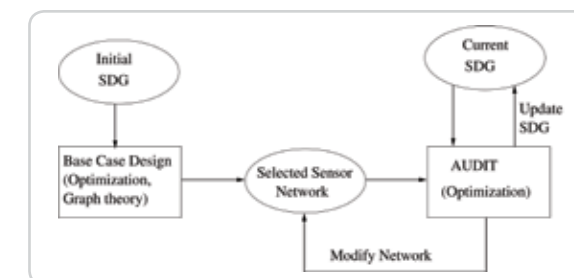 Initial
SDG
Current
SDG
Update
SDG
Base Case Design
(Optimization,
Graph theory)
Selected Sensor
Network
AUDIT
(Optimization)
Modify Network